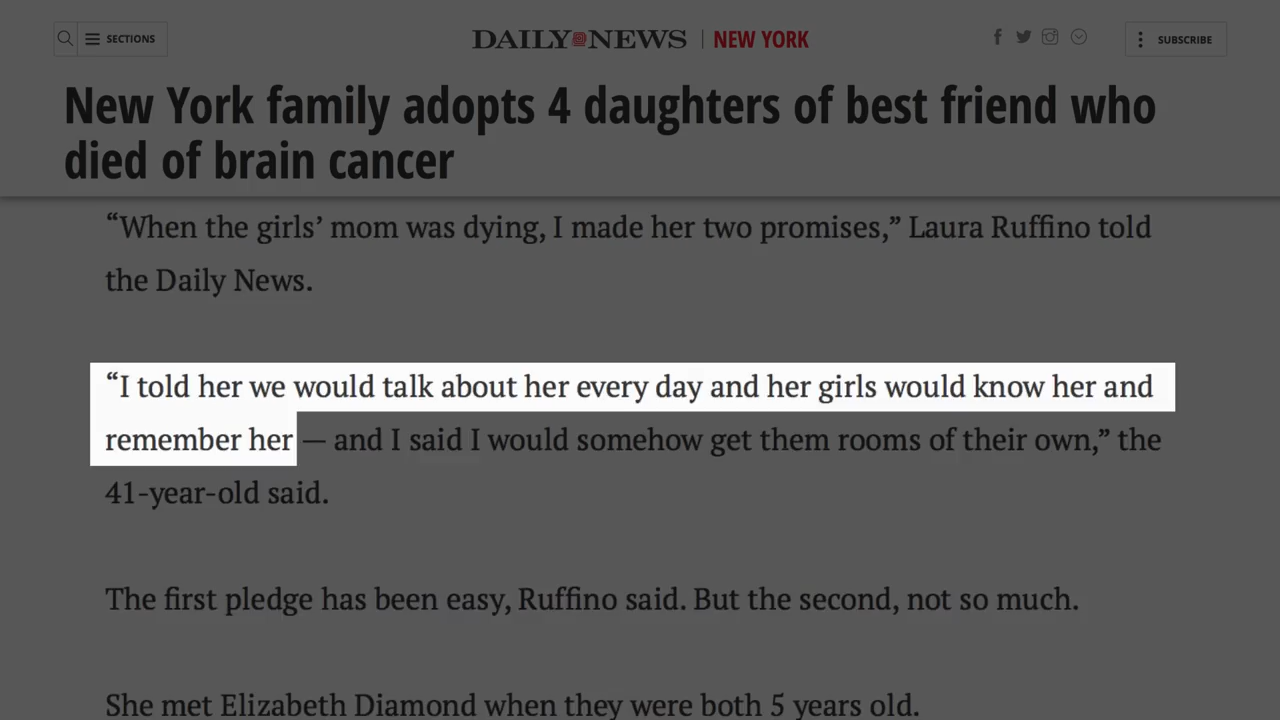 SECTIONS
DAILY NEWS | NEW YORK
SUBSCRIBE
New York family adopts 4 daughters of best friend who
died of brain cancer
“When the girls’ mom was dying, I made her two promises,” Laura Ruffino told
the Daily News.
“I told her we would talk about her every day and her girls would know her and
remember her — and I said I would somehow get them rooms of their own,” the
41-year-old said.
The first pledge has been easy, Ruffino said. But the second, not so much.
She met Elizabeth Diamond when they were both 5 years old.